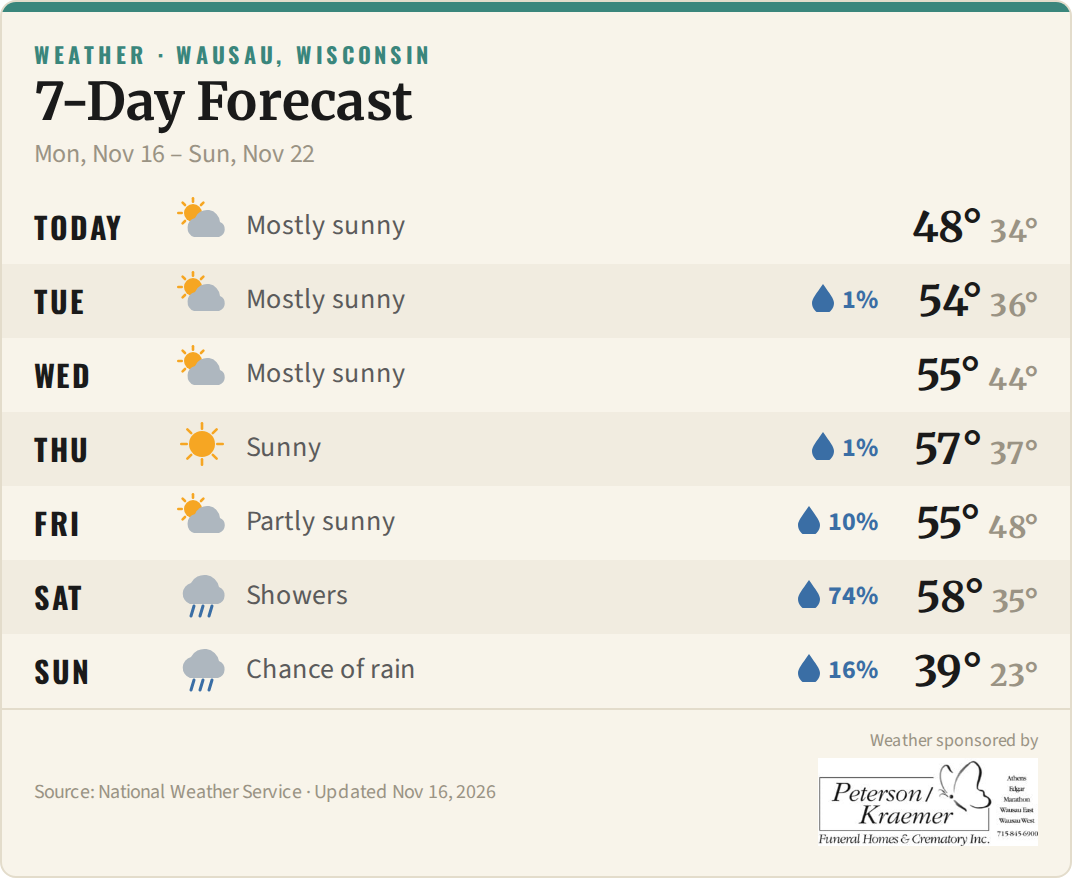 WEATHER · WAUSAU, WISCONSIN
7-Day Forecast
Mon, Nov 16 – Sun, Nov 22
TODAY Mostly sunny 48° 34°
TUE Mostly sunny 1% 54° 36°
WED Mostly sunny 55° 44°
THU Sunny 1% 57° 37°
FRI Partly sunny 10% 55° 48°
SAT Showers 74% 58° 35°
SUN Chance of rain 16% 39° 23°
Weather sponsored by
Source: National Weather Service · Updated Nov 16, 2026
Peterson/
Kraemer
Funeral Homes & Crematory Inc.
Athens
Edgar
Marathon
Wausau East
Wausau West
715-845-6900